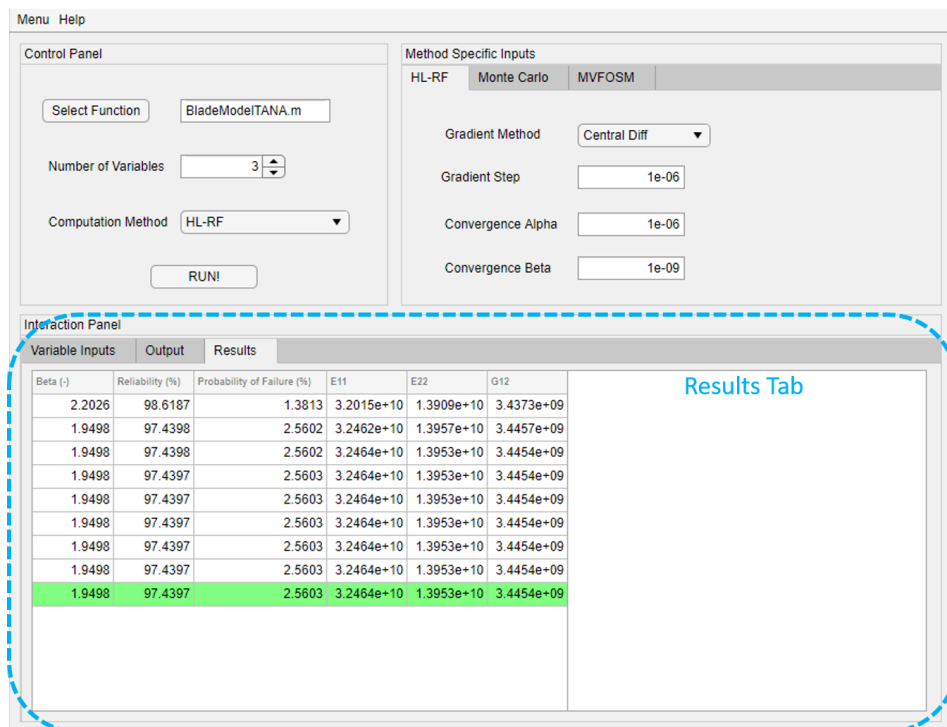 Menu Help
Control Panel
Select Function BladeModelTANA.m
Number of Variables 3
Computation Method HL-RF
RUN!
Method Specific Inputs
HL-RF Monte Carlo MVFOSM
Gradient Method Central Diff
Gradient Step 1e-06
Convergence Alpha 1e-06
Convergence Beta 1e-09
Interaction Panel
Variable Inputs Output Results
Beta (-) Reliability (%) Probability of Failure (%) E11 E22 G12
2.2026 98.6187 1.3813 3.2015e+10 1.3909e+10 3.4373e+09
1.9498 97.4398 2.5602 3.2462e+10 1.3957e+10 3.4457e+09
1.9498 97.4398 2.5602 3.2464e+10 1.3953e+10 3.4454e+09
1.9498 97.4397 2.5603 3.2464e+10 1.3953e+10 3.4454e+09
1.9498 97.4397 2.5603 3.2464e+10 1.3953e+10 3.4454e+09
1.9498 97.4397 2.5603 3.2464e+10 1.3953e+10 3.4454e+09
1.9498 97.4397 2.5603 3.2464e+10 1.3953e+10 3.4454e+09
1.9498 97.4397 2.5603 3.2464e+10 1.3953e+10 3.4454e+09
1.9498 97.4397 2.5603 3.2464e+10 1.3953e+10 3.4454e+09
Results Tab